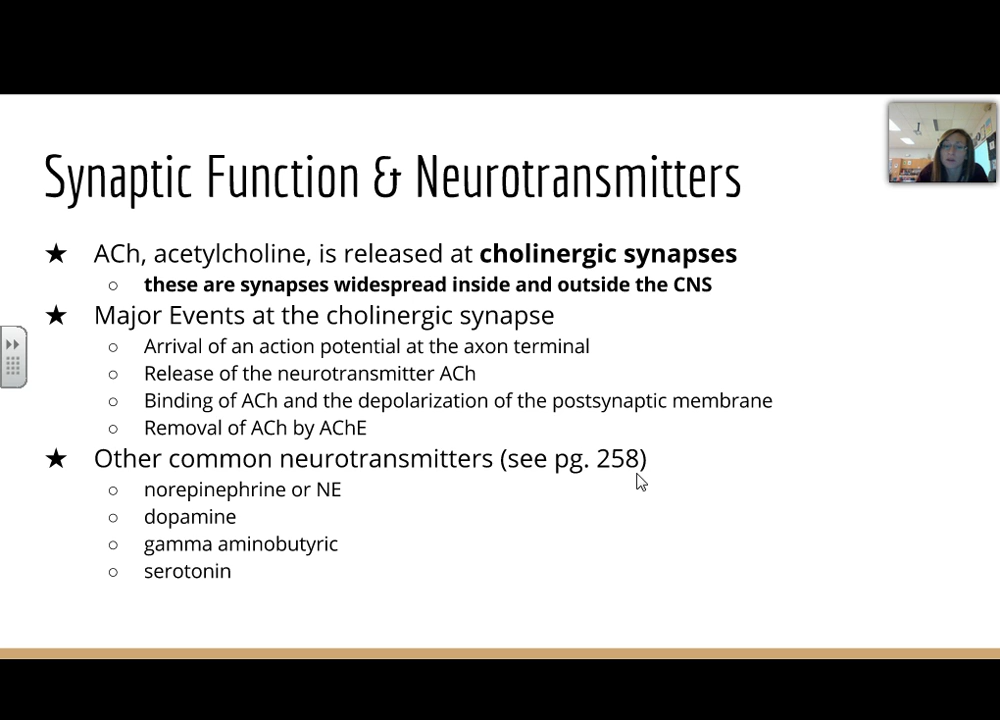 Synaptic Function & Neurotransmitters
★ ACh, acetylcholine, is released at cholinergic synapses
○ these are synapses widespread inside and outside the CNS
★ Major Events at the cholinergic synapse
○ Arrival of an action potential at the axon terminal
○ Release of the neurotransmitter ACh
○ Binding of ACh and the depolarization of the postsynaptic membrane
○ Removal of ACh by AChE
★ Other common neurotransmitters (see pg. 258)
○ norepinephrine or NE
○ dopamine
○ gamma aminobutyric
○ serotonin